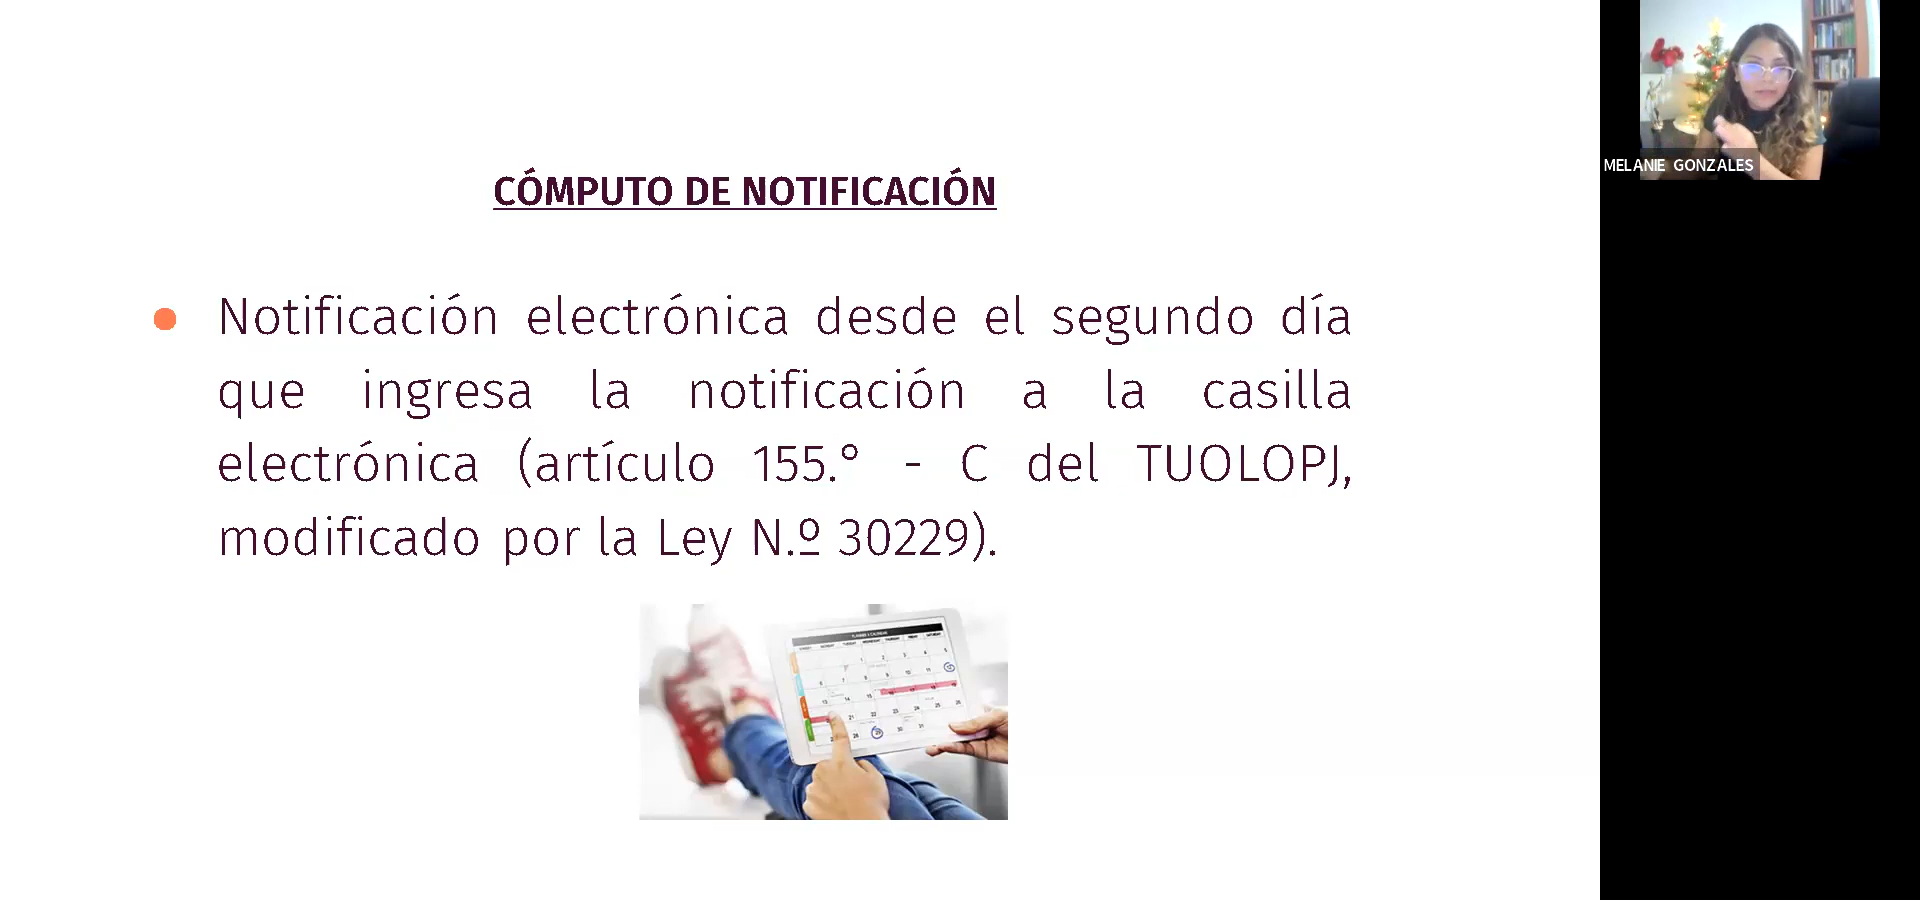 CÓMPUTO DE NOTIFICACIÓN
Notificación electrónica desde el segundo día
que ingresa la notificación a la casilla
electrónica (artículo 155.° - C del TUOLOPJ,
modificado por la Ley N.º 30229).
MELANIE GONZALES